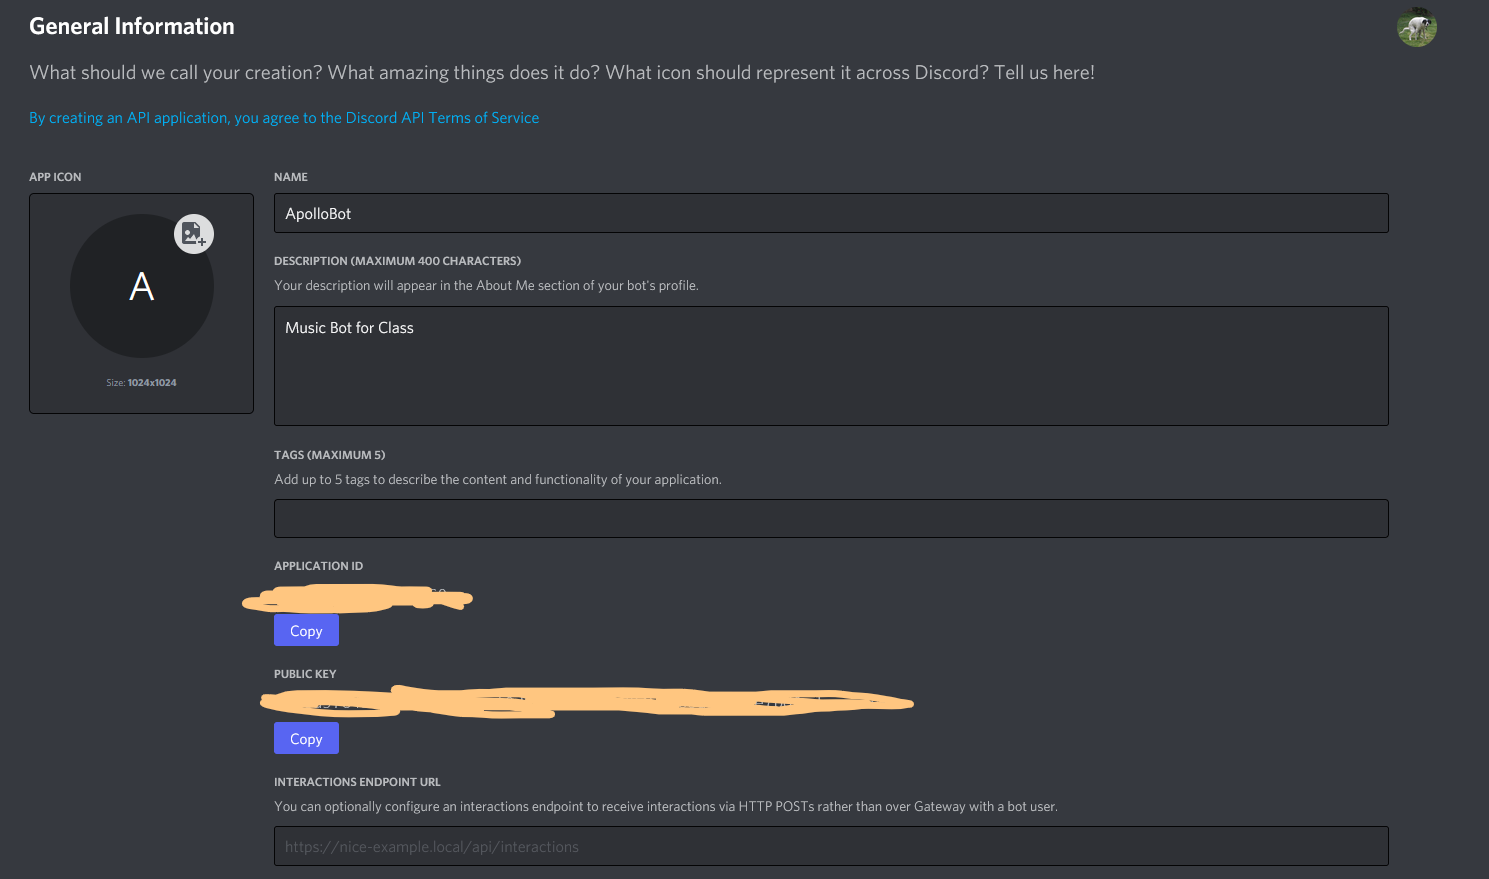 General Information
What should we call your creation? What amazing things does it do? What icon should represent it across Discord? Tell us here!
By creating an API application, you agree to the Discord API Terms of Service
APP ICON
A
Size: 1024x1024
NAME
ApolloBot
DESCRIPTION (MAXIMUM 400 CHARACTERS)
Your description will appear in the About Me section of your bot's profile.
Music Bot for Class
TAGS (MAXIMUM 5)
Add up to 5 tags to describe the content and functionality of your application.
APPLICATION ID
Copy
PUBLIC KEY
Copy
INTERACTIONS ENDPOINT URL
You can optionally configure an interactions endpoint to receive interactions via HTTP POSTs rather than over Gateway with a bot user.
https://nice-example.local/api/interactions